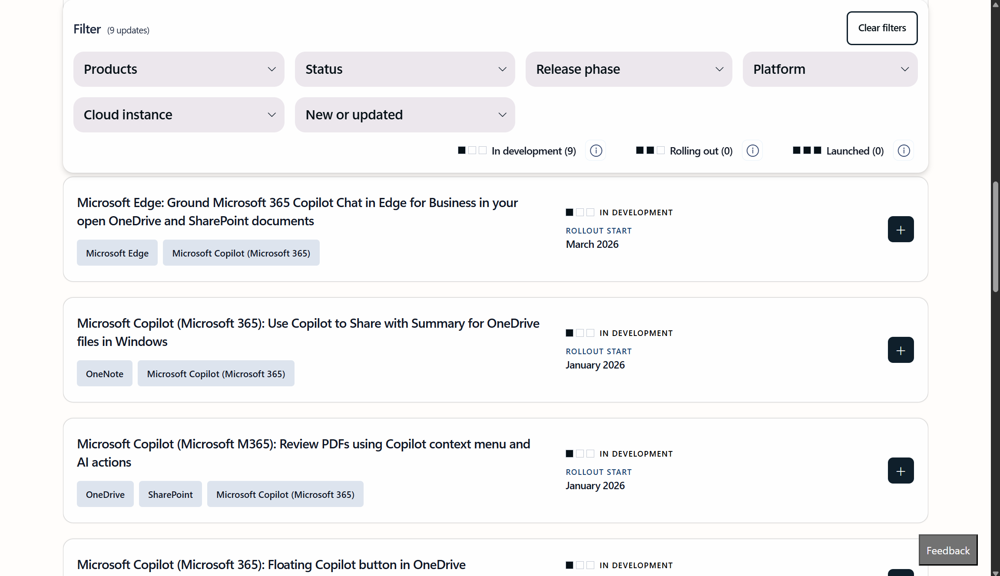 Filter (9 updates)
Clear filters
Products
Status
Release phase
Platform
Cloud instance
New or updated
In development (9)
Rolling out (0)
Launched (0)
Microsoft Edge: Ground Microsoft 365 Copilot Chat in Edge for Business in your
open OneDrive and SharePoint documents
Microsoft Edge
Microsoft Copilot (Microsoft 365)
IN DEVELOPMENT
ROLLOUT START
March 2026
Microsoft Copilot (Microsoft 365): Use Copilot to Share with Summary for OneDrive
files in Windows
OneNote
Microsoft Copilot (Microsoft 365)
IN DEVELOPMENT
ROLLOUT START
January 2026
Microsoft Copilot (Microsoft M365): Review PDFs using Copilot context menu and
AI actions
OneDrive
SharePoint
Microsoft Copilot (Microsoft 365)
IN DEVELOPMENT
ROLLOUT START
January 2026
Microsoft Copilot (Microsoft 365): Floating Copilot button in OneDrive
IN DEVELOPMENT
Feedback